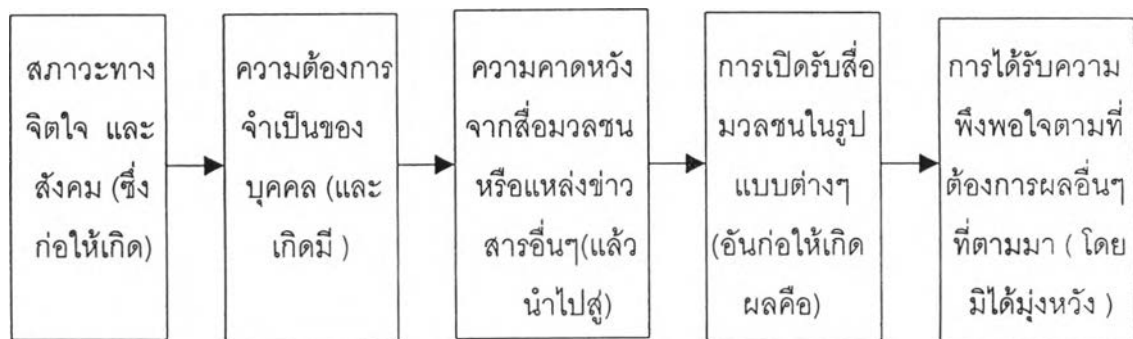 สภาวะทาง
จิตใจ และ
สังคม (ซึ่ง
ก่อให้เกิด)
ความต้องการ
จำเป็นของ
บุคคล (และ
เกิดมี )
ความคาดหวัง
จากสื่อมวลชน
หรือแหล่งข่าว
สารอื่นๆ(แล้ว
นำไปสู่)
การเปิดรับสื่อ
มวลชนในรูป
แบบต่างๆ
(อันก่อให้เกิด
ผลคือ)
การได้รับความ
พึงพอใจตามที่
ต้องการผลอื่นๆ
ที่ตามมา ( โดย
มิได้มุ่งหวัง )